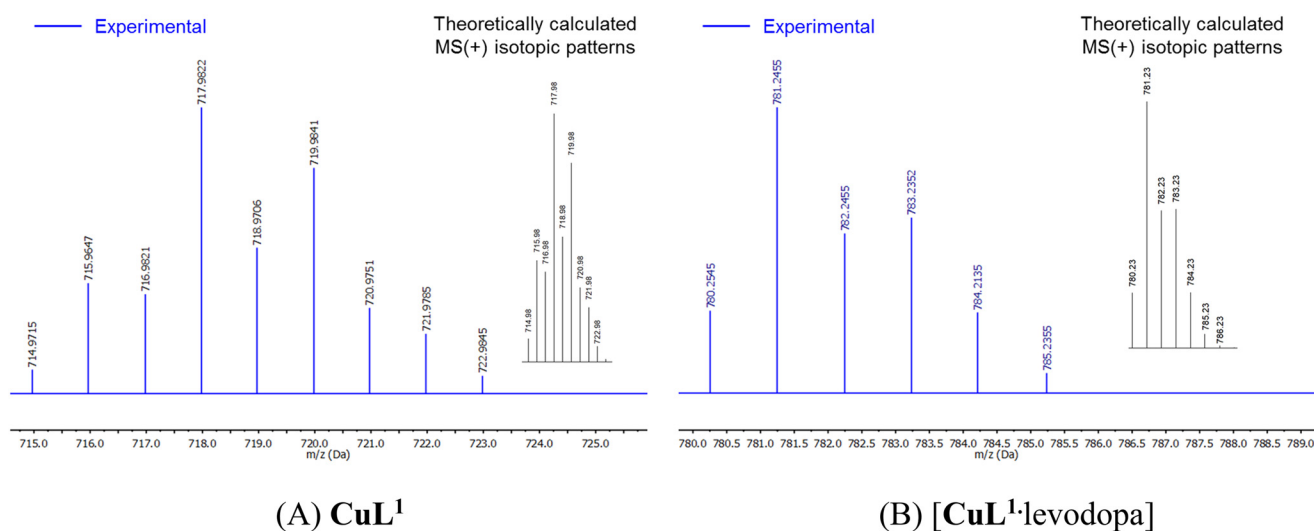 Experimental
Theoretically calculated
MS(+) isotopic patterns
714.9715
715.9647
716.9821
717.9822
718.9706
719.9841
720.9751
721.9785
722.9845
714.98
715.98
716.98
717.98
718.98
719.98
720.98
721.98
722.98
715.0 716.0 717.0 718.0 719.0 720.0 721.0 722.0 723.0 724.0 725.0
m/z (Da)
(A) CuL¹
Experimental
Theoretically calculated
MS(+) isotopic patterns
780.2545
781.2455
782.2455
783.2352
784.2135
785.2355
780.23
781.23
782.23
783.23
784.23
785.23
786.23
780.0 780.5 781.0 781.5 782.0 782.5 783.0 783.5 784.0 784.5 785.0 785.5 786.0 786.5 787.0 787.5 788.0 788.5 789.0
m/z (Da)
(B) [CuL¹·levodopa]